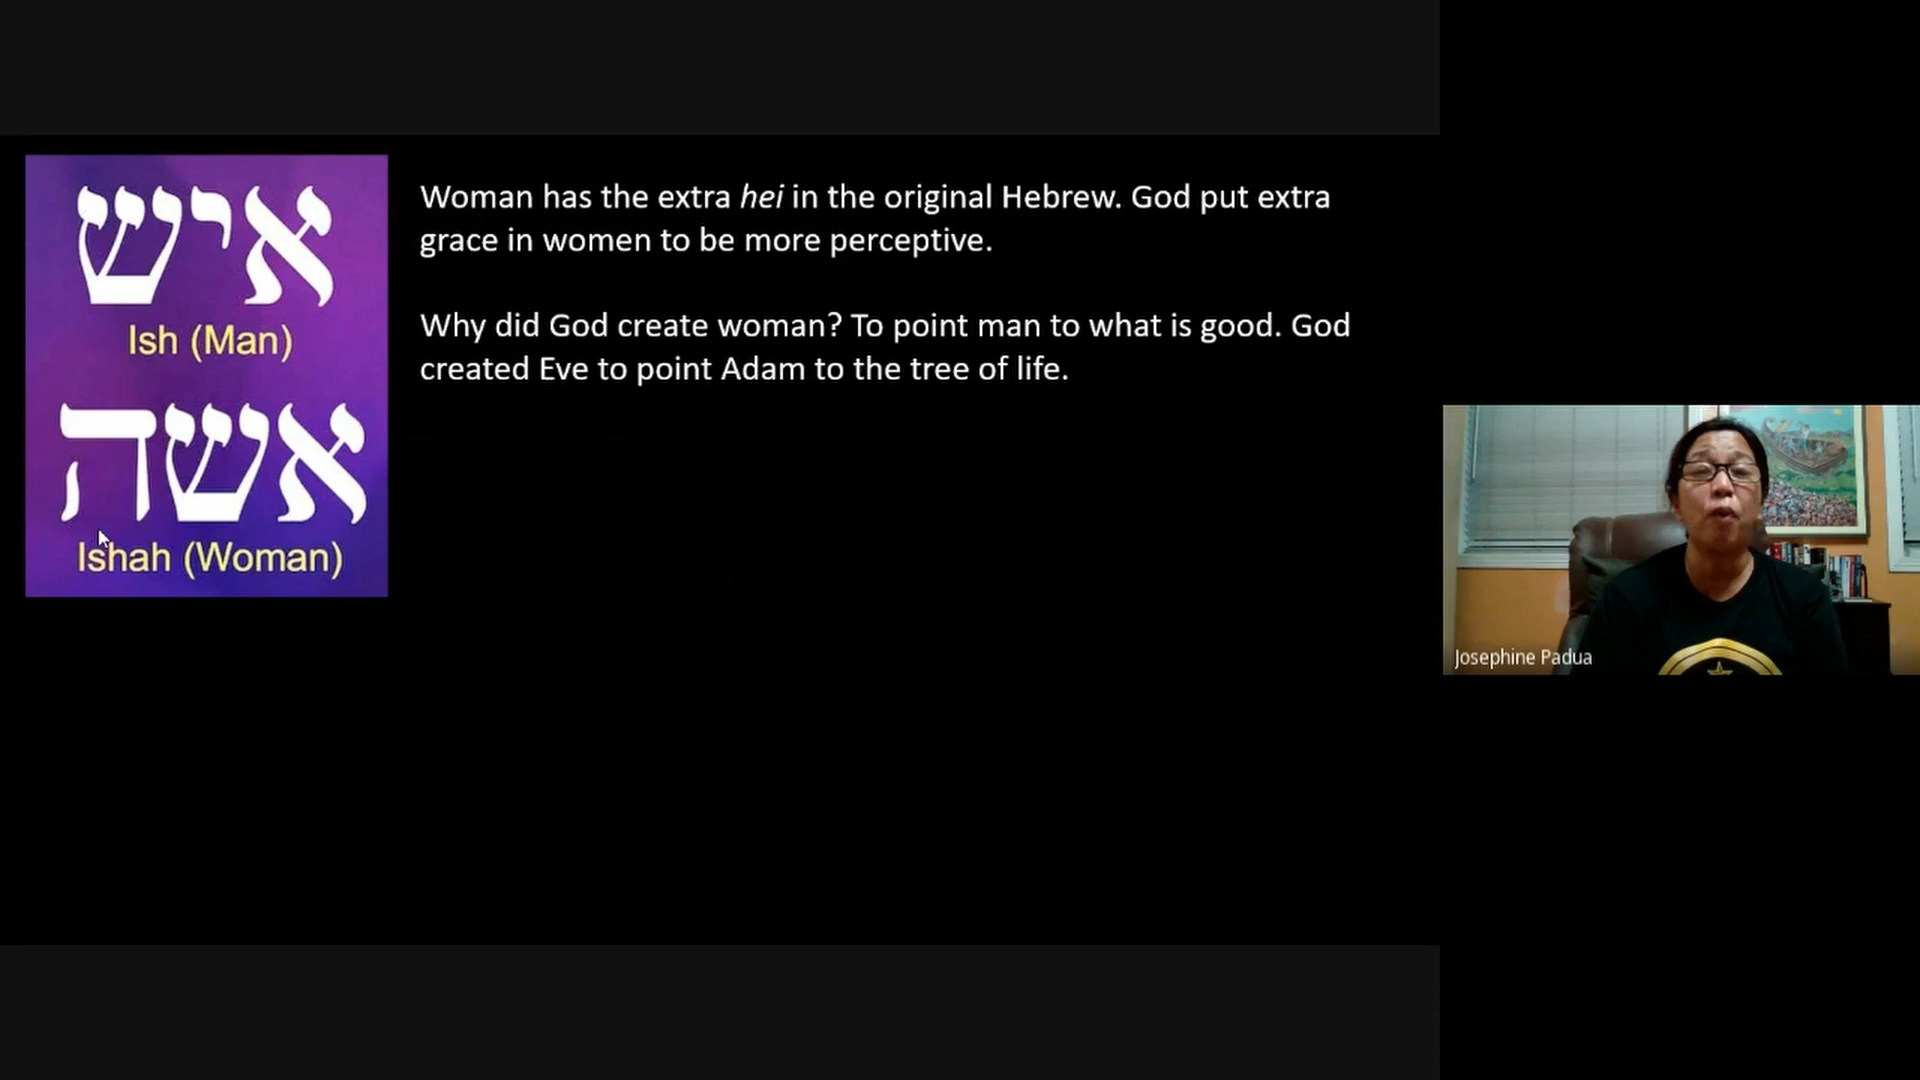 איש
Ish (Man)
אשה
Ishah (Woman)
Woman has the extra hei in the original Hebrew. God put extra
grace in women to be more perceptive.
Why did God create woman? To point man to what is good. God
created Eve to point Adam to the tree of life.
Josephine Padua